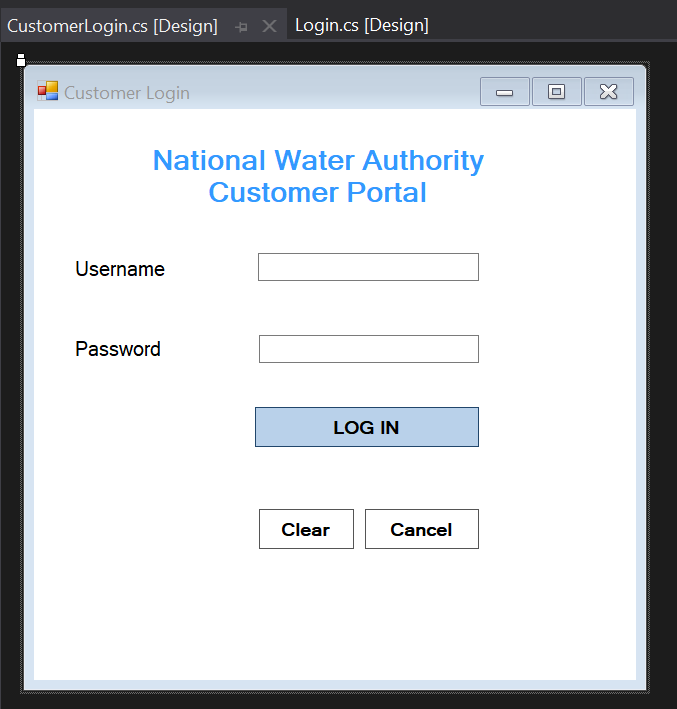 CustomerLogin.cs [Design] Login.cs [Design]
Customer Login
National Water Authority
Customer Portal
Username
Password
LOG IN
Clear Cancel